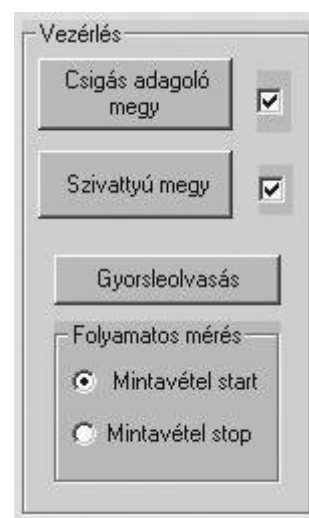 Vezérlés
Csigás adagoló
megy
Szivattyú megy
Gyorsleolvasás
Folyamatos mérés
Mintavétel start
Mintavétel stop